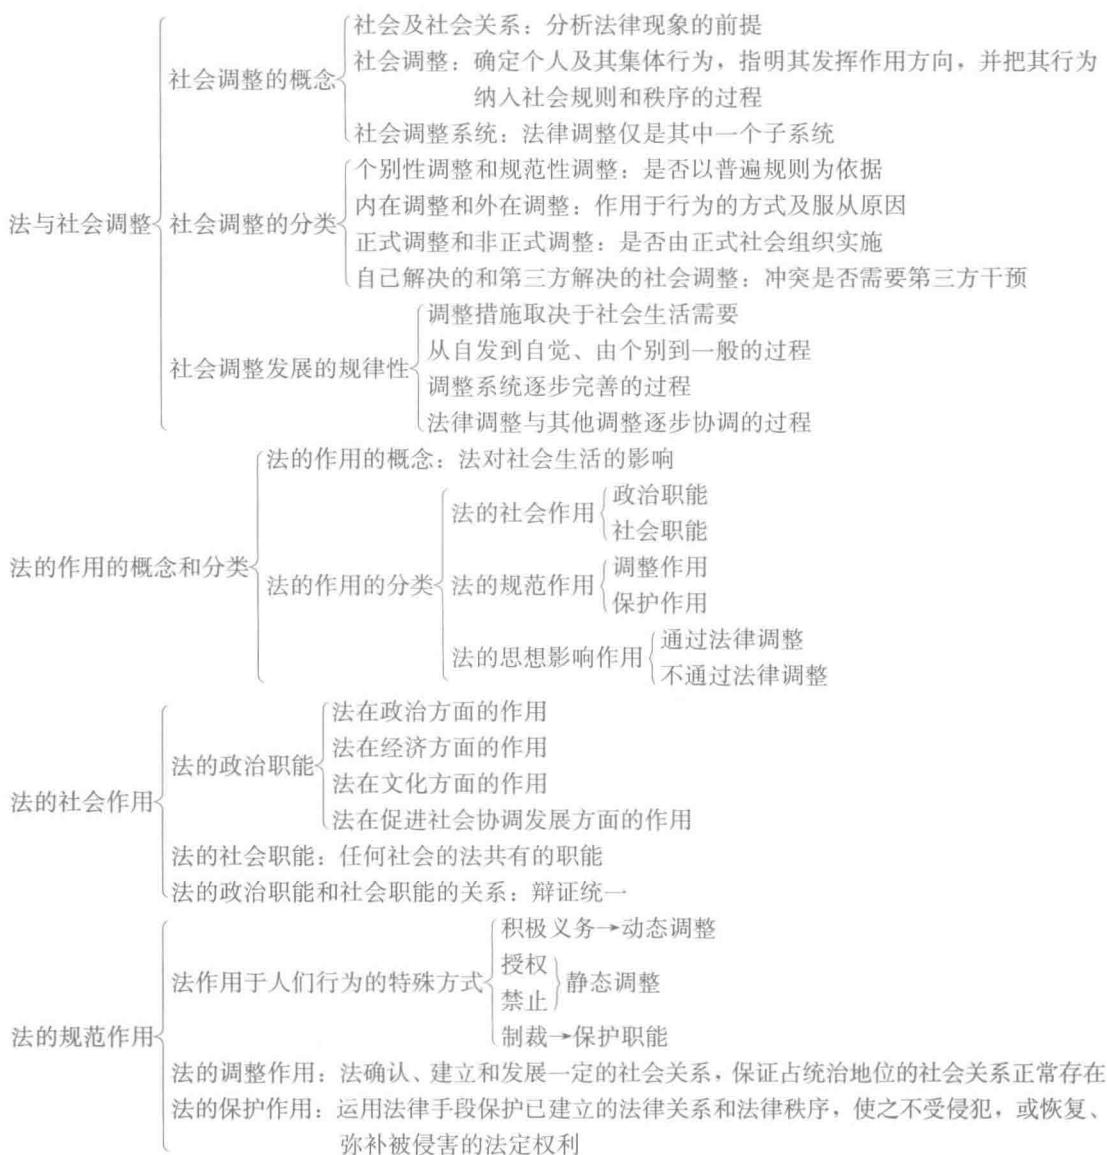 法与社会调整
社会调整的概念
社会及社会关系：分析法律现象的前提
社会调整：确定个人及其集体行为，指明其发挥作用方向，并把其行为
纳入社会规则和秩序的过程
社会调整系统：法律调整仅是其中一个子系统
社会调整的分类
个别性调整和规范性调整：是否以普遍规则为依据
内在调整和外在调整：作用于行为的方式及服从原因
正式调整和非正式调整：是否由正式社会组织实施
自己解决的和第三方解决的社会调整：冲突是否需要第三方干预
社会调整发展的规律性
调整措施取决于社会生活需要
从自发到自觉、由个别到一般的过程
调整系统逐步完善的过程
法律调整与其他调整逐步协调的过程
法的作用的概念和分类
法的作用的概念：法对社会生活的影响
法的作用的分类
法的社会作用
政治职能
社会职能
法的规范作用
调整作用
保护作用
法的思想影响作用
通过法律调整
不通过法律调整
法的社会作用
法的政治职能
法在政治方面的作用
法在经济方面的作用
法在文化方面的作用
法在促进社会协调发展方面的作用
法的社会职能：任何社会的法共有的职能
法的政治职能和社会职能的关系：辩证统一
法的规范作用
法作用于人们行为的特殊方式
积极义务→动态调整
授权
禁止
静态调整
制裁→保护职能
法的调整作用：法确认、建立和发展一定的社会关系，保证占统治地位的社会关系正常存在
法的保护作用：运用法律手段保护已建立的法律关系和法律秩序，使之不受侵犯，或恢复、
弥补被侵害的法定权利